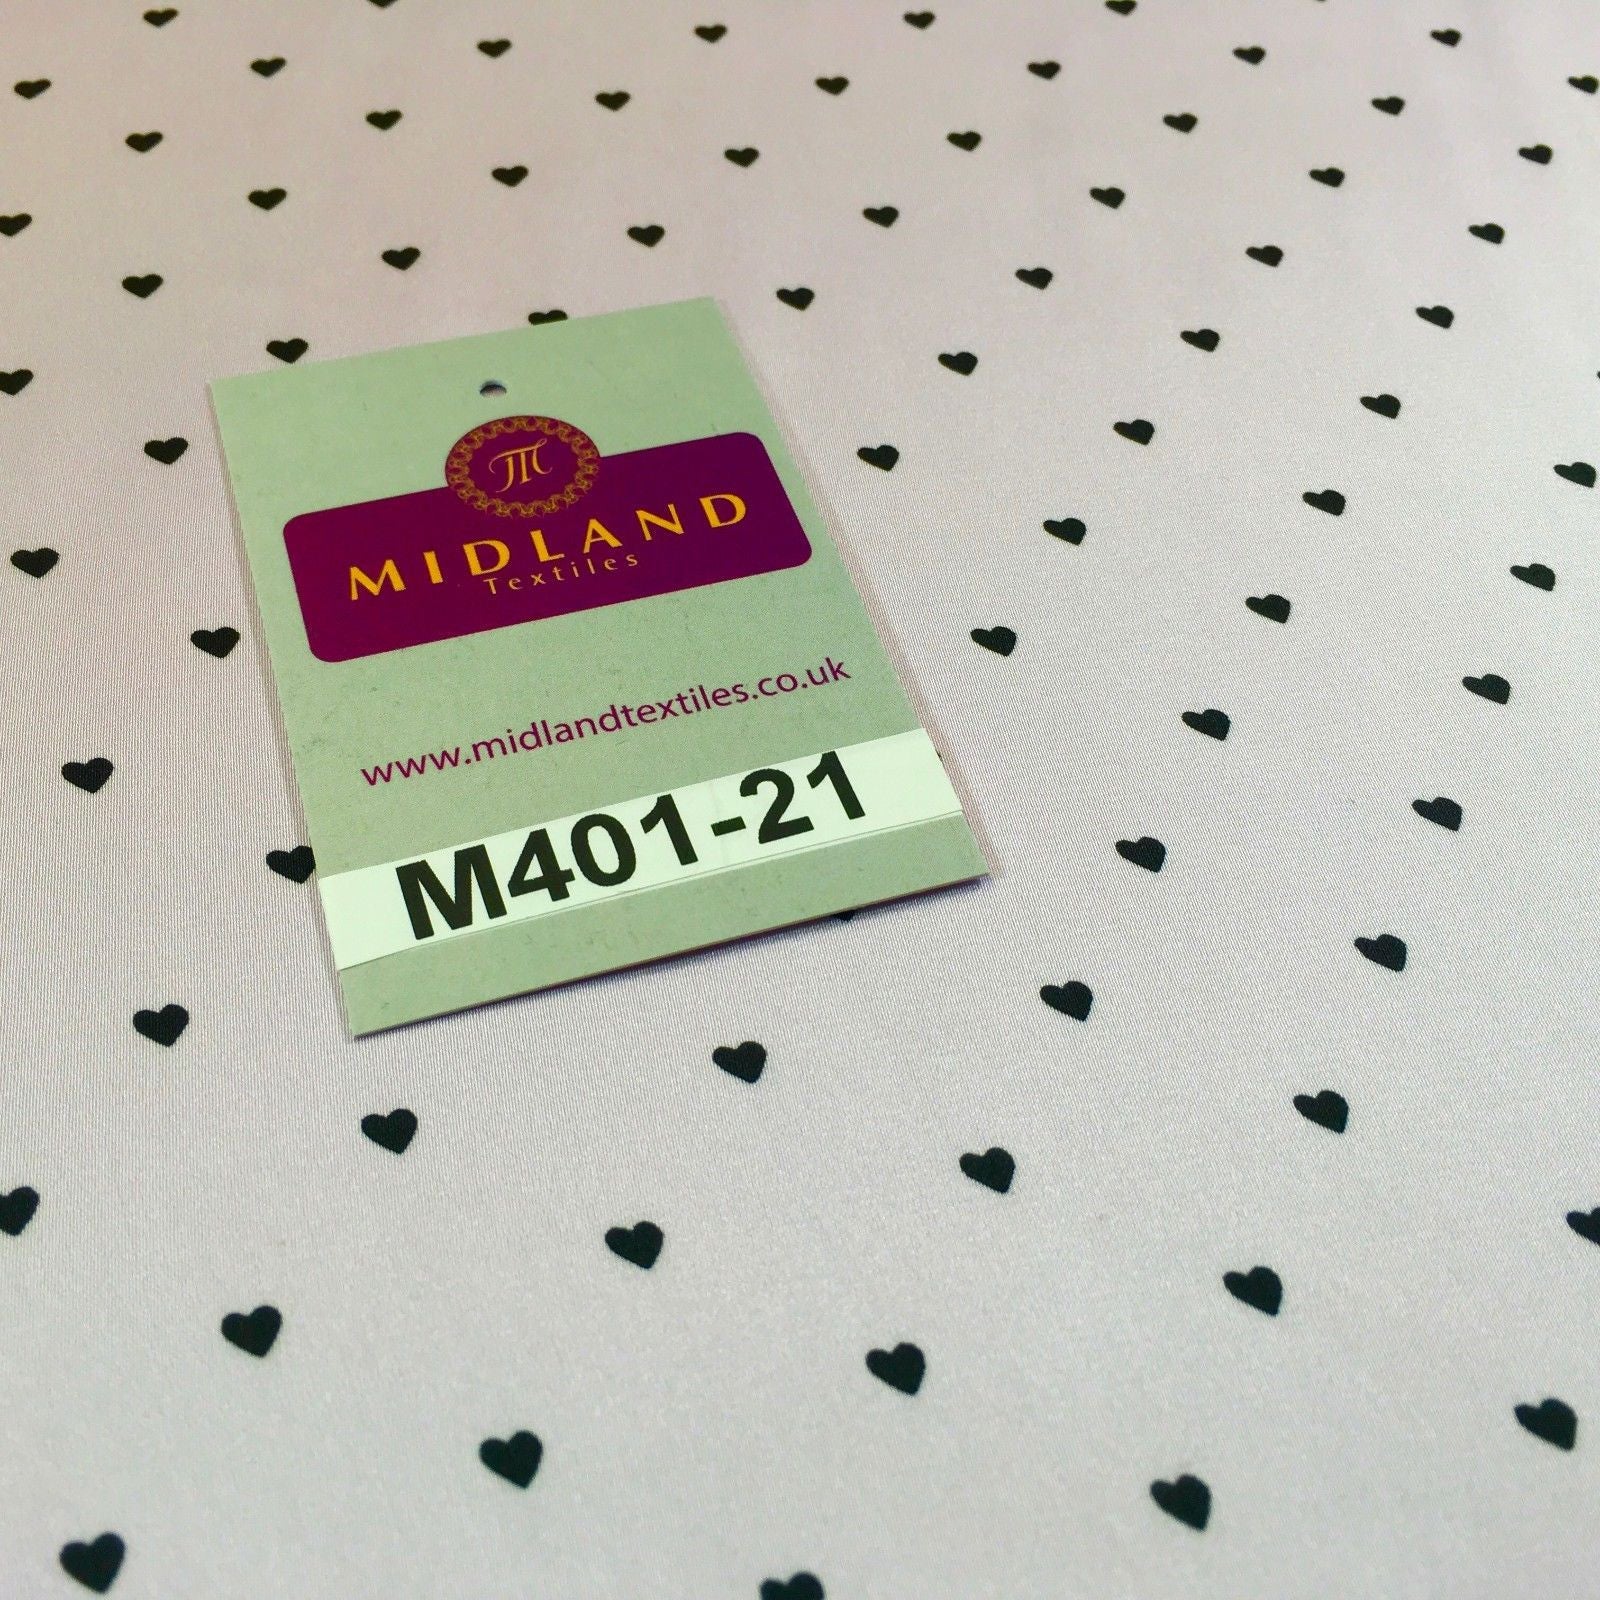 MIDLAND
Textiles
www.midlandtextiles.co.uk
M401-21